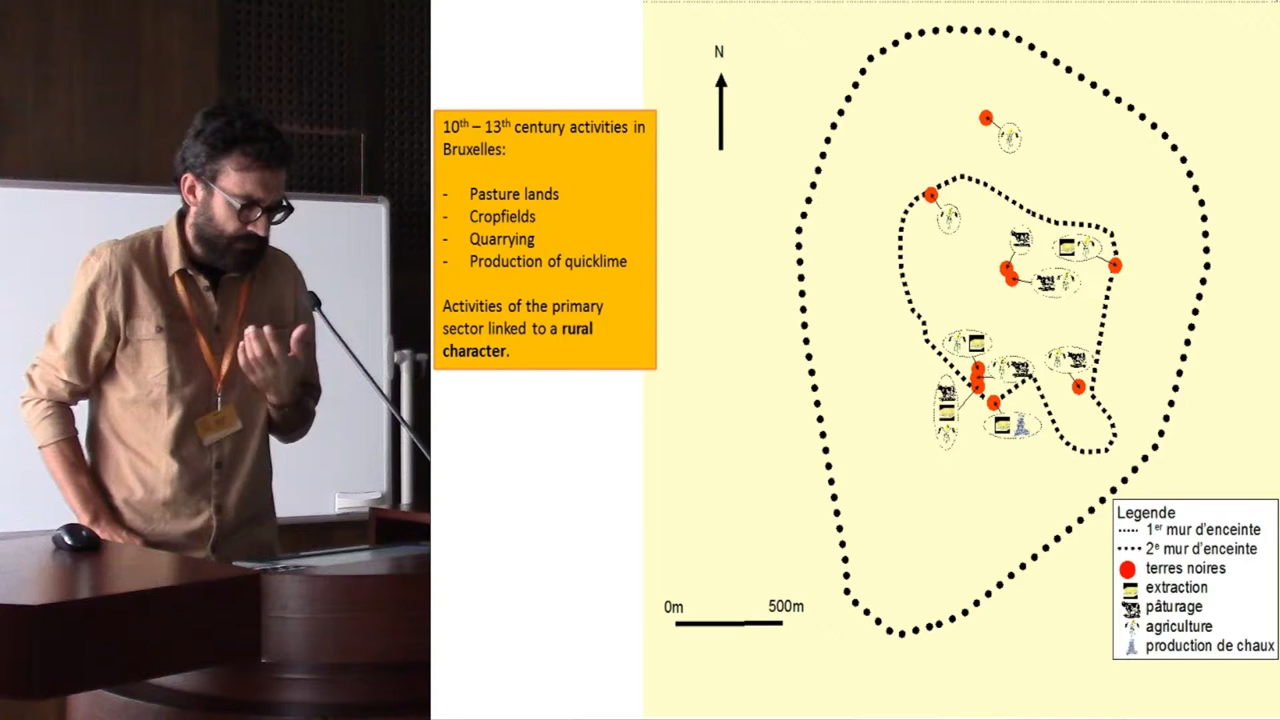 10th – 13th century activities in
Bruxelles:
- Pasture lands
- Cropfields
- Quarrying
- Production of quicklime
Activities of the primary
sector linked to a rural
character.
N
0m 500m
Legende
1er mur d'enceinte
2e mur d'enceinte
terres noires
extraction
pâturage
agriculture
production de chaux